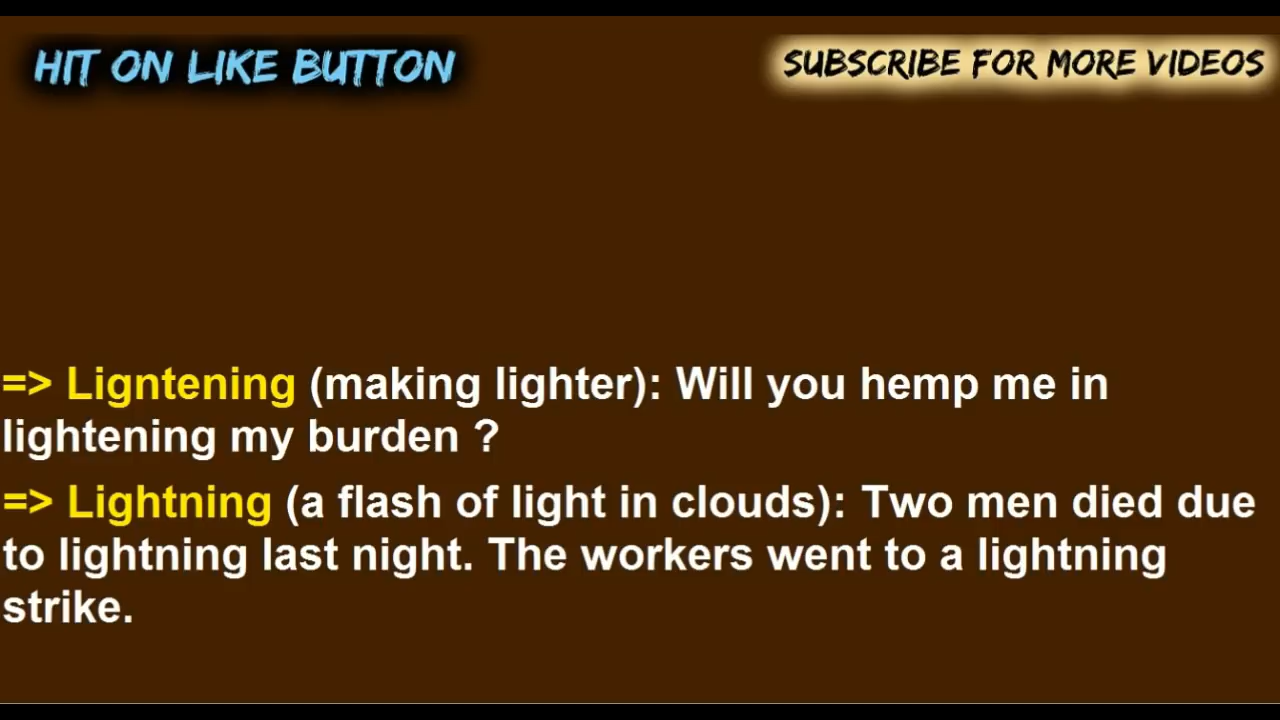 HIT ON LIKE BUTTON
SUBSCRIBE FOR MORE VIDEOS
=> Ligntening (making lighter): Will you hemp me in
lightening my burden ?
=> Lightning (a flash of light in clouds): Two men died due
to lightning last night. The workers went to a lightning
strike.